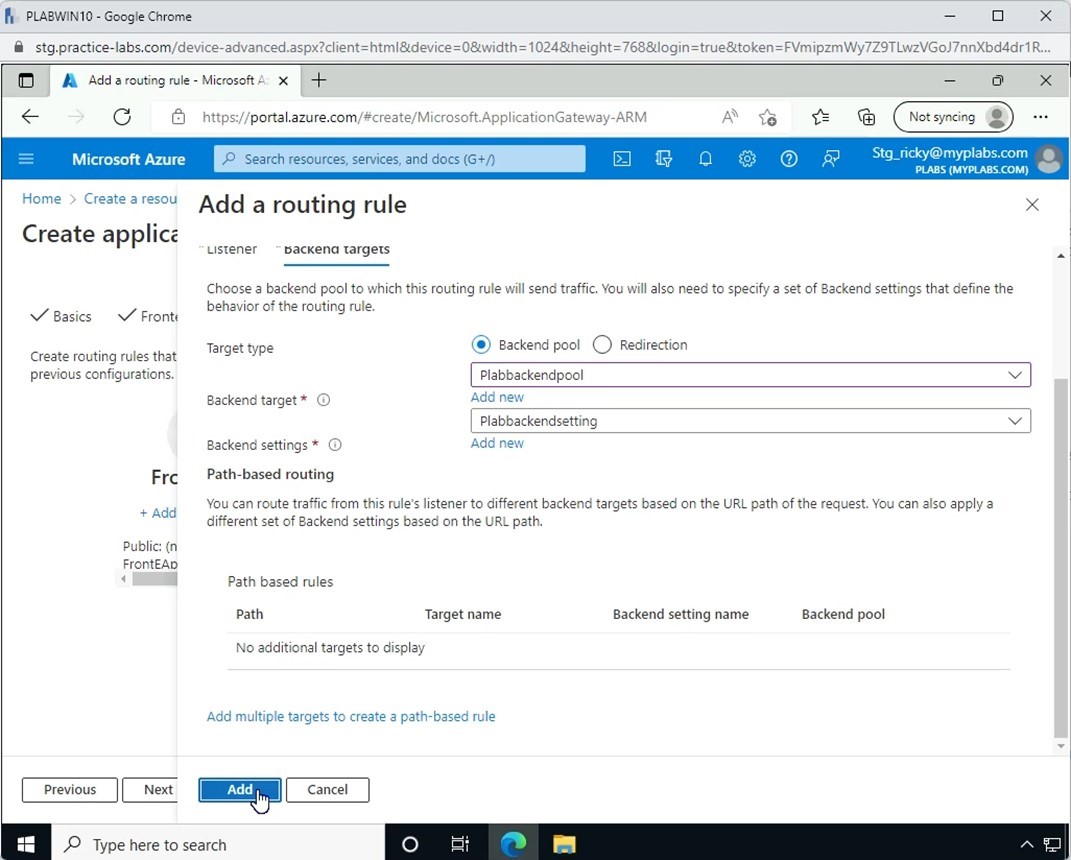 PLABWIN10 - Google Chrome
stg.practice-labs.com/device-advanced.aspx?client=html&device=0&width=1024&height=768&login=true&token=FVmipzmWy7Z9TLwzVGoJ7nnXbd4dr1R...
Add a routing rule - Microsoft Az
https://portal.azure.com/#create/Microsoft.ApplicationGateway-ARM
Not syncing
Microsoft Azure
Search resources, services, and docs (G+/)
Stg_ricky@myplabs.com
PLABS (MYPLABS.COM)
Home > Create a resou
Create applica
Basics
Fronte
Create routing rules that
previous configurations.
Fro
+ Add
Public: (n
FrontEAp
Previous
Next
Add a routing rule
* Listener
* Backend targets
Choose a backend pool to which this routing rule will send traffic. You will also need to specify a set of Backend settings that define the
behavior of the routing rule.
Target type
Backend pool
Redirection
Plabbackendpool
Backend target *
Add new
Plabbackendsetting
Backend settings *
Add new
Path-based routing
You can route traffic from this rule's listener to different backend targets based on the URL path of the request. You can also apply a
different set of Backend settings based on the URL path.
Path based rules
Path Target name Backend setting name Backend pool
No additional targets to display
Add multiple targets to create a path-based rule
Add
Cancel
Type here to search